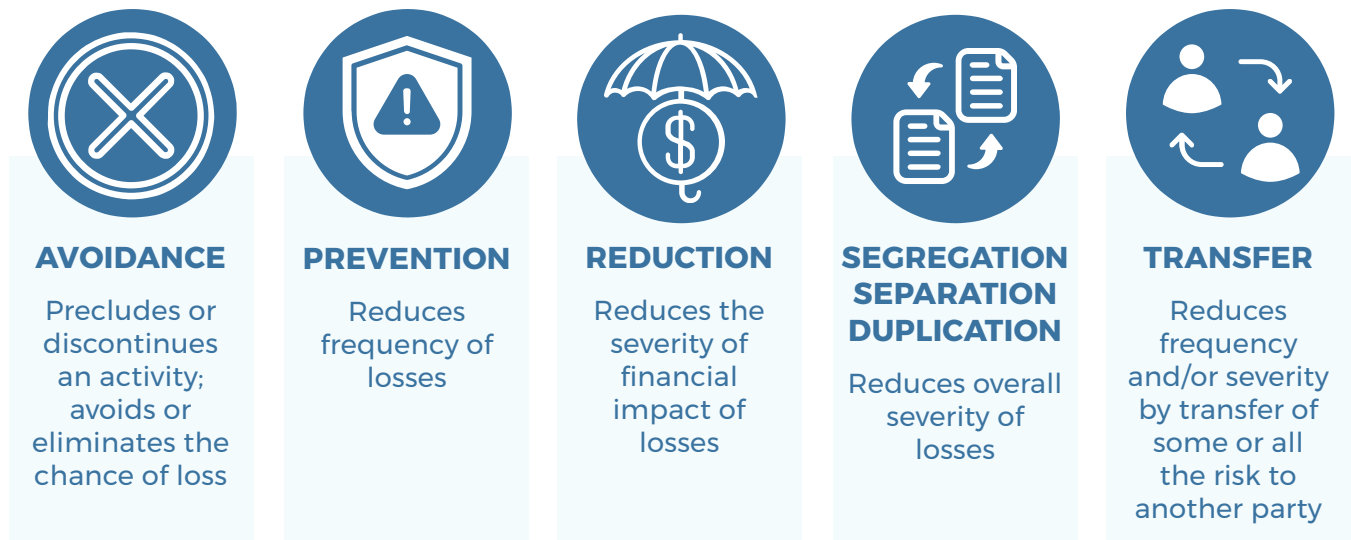 AVOIDANCE
Precludes or
discontinues
an activity;
avoids or
eliminates the
chance of loss
PREVENTION
Reduces
frequency of
losses
$
REDUCTION
Reduces the
severity of
financial
impact of
losses
SEGREGATION
SEPARATION
DUPLICATION
Reduces overall
severity of
losses
TRANSFER
Reduces
frequency
and/or severity
by transfer of
some or all
the risk to
another party